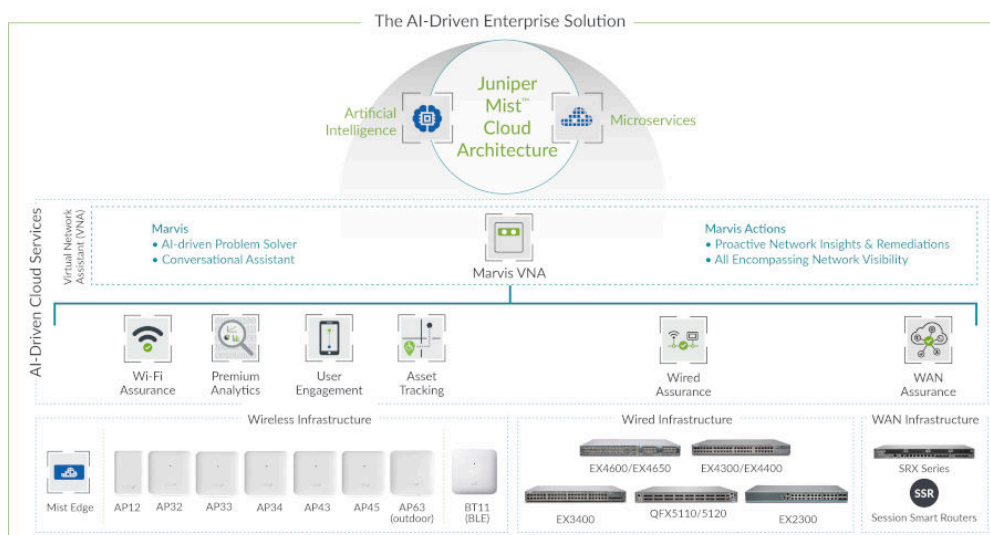 The AI-Driven Enterprise Solution
Juniper
Mist™
Cloud
Architecture
Artificial
Intelligence
Microservices
AI-Driven Cloud Services
Virtual Network
Assistant (VNA)
Marvis
• AI-driven Problem Solver
• Conversational Assistant
Marvis VNA
Marvis Actions
• Proactive Network Insights & Remediations
• All Encompassing Network Visibility
Wi-Fi
Assurance
Premium
Analytics
User
Engagement
Asset
Tracking
Wired
Assurance
WAN
Assurance
Wireless Infrastructure
Mist Edge
AP12
AP32
AP33
AP34
AP43
AP45
AP63
(outdoor)
BT11
(BLE)
Wired Infrastructure
EX4600/EX4650
EX4300/EX4400
EX3400
QFX5110/5120
EX2300
WAN Infrastructure
SRX Series
SSR
Session Smart Routers